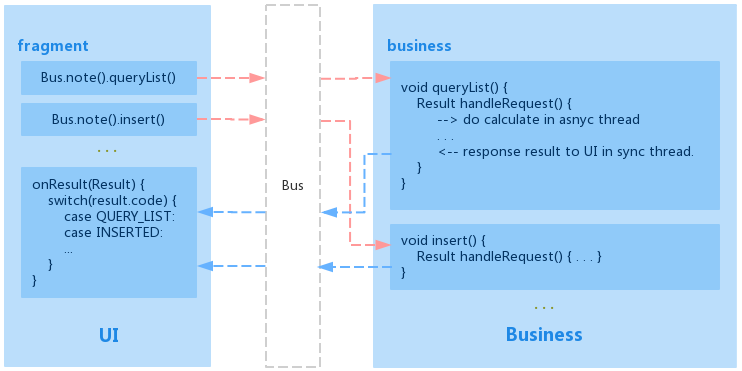 fragment
Bus.note().queryList()
Bus.note().insert()
. . .
onResult(Result) {
switch(result.code) {
case QUERY_LIST:
case INSERTED:
...
}
}
UI
Bus
business
void queryList() {
Result handleRequest() {
--> do calculate in asnyc thread
. . .
<-- response result to UI in sync thread.
}
}
void insert() {
Result handleRequest() { . . . }
}
. . .
Business